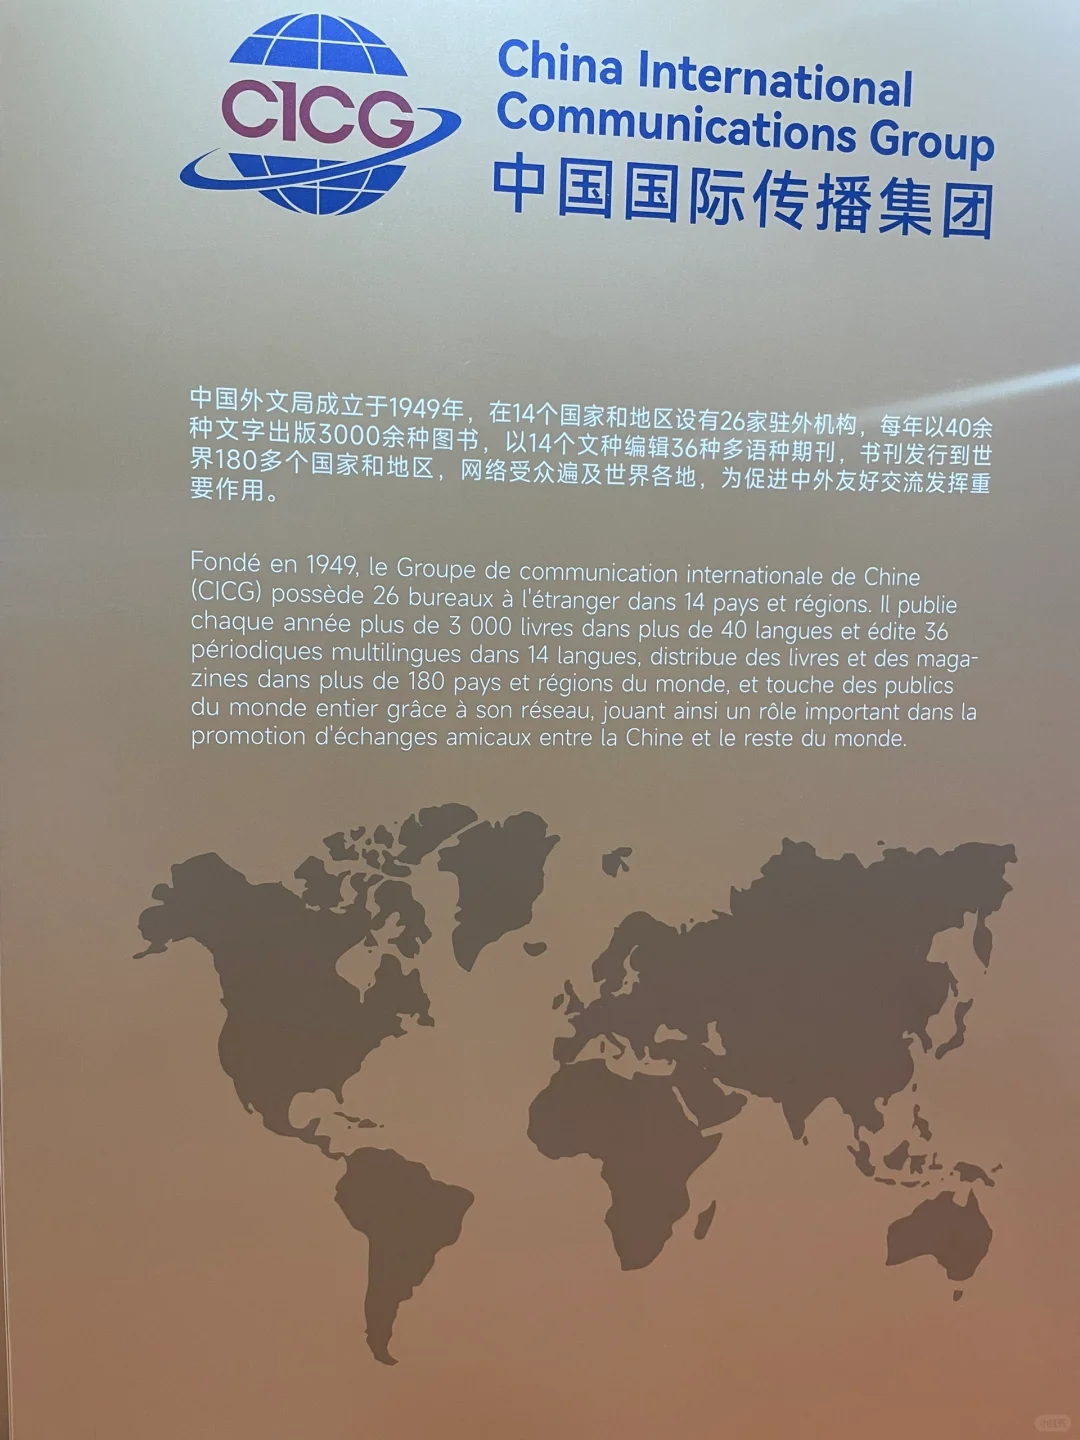 CICG
China International
Communications Group
中国国际传播集团
中国外文局成立于1949年，在14个国家和地区设有26家驻外机构，每年以40余
种文字出版3000余种图书，以14个文种编辑36种多语种期刊，书刊发行到世
界180多个国家和地区，网络受众遍及世界各地，为促进中外友好交流发挥重
要作用。
Fondé en 1949, le Groupe de communication internationale de Chine
(CICG) possède 26 bureaux à l'étranger dans 14 pays et régions. Il publie
chaque année plus de 3 000 livres dans plus de 40 langues et édite 36
périodiques multilingues dans 14 langues, distribue des livres et des maga-
zines dans plus de 180 pays et régions du monde, et touche des publics
du monde entier grâce à son réseau, jouant ainsi un rôle important dans la
promotion d'échanges amicaux entre la Chine et le reste du monde.